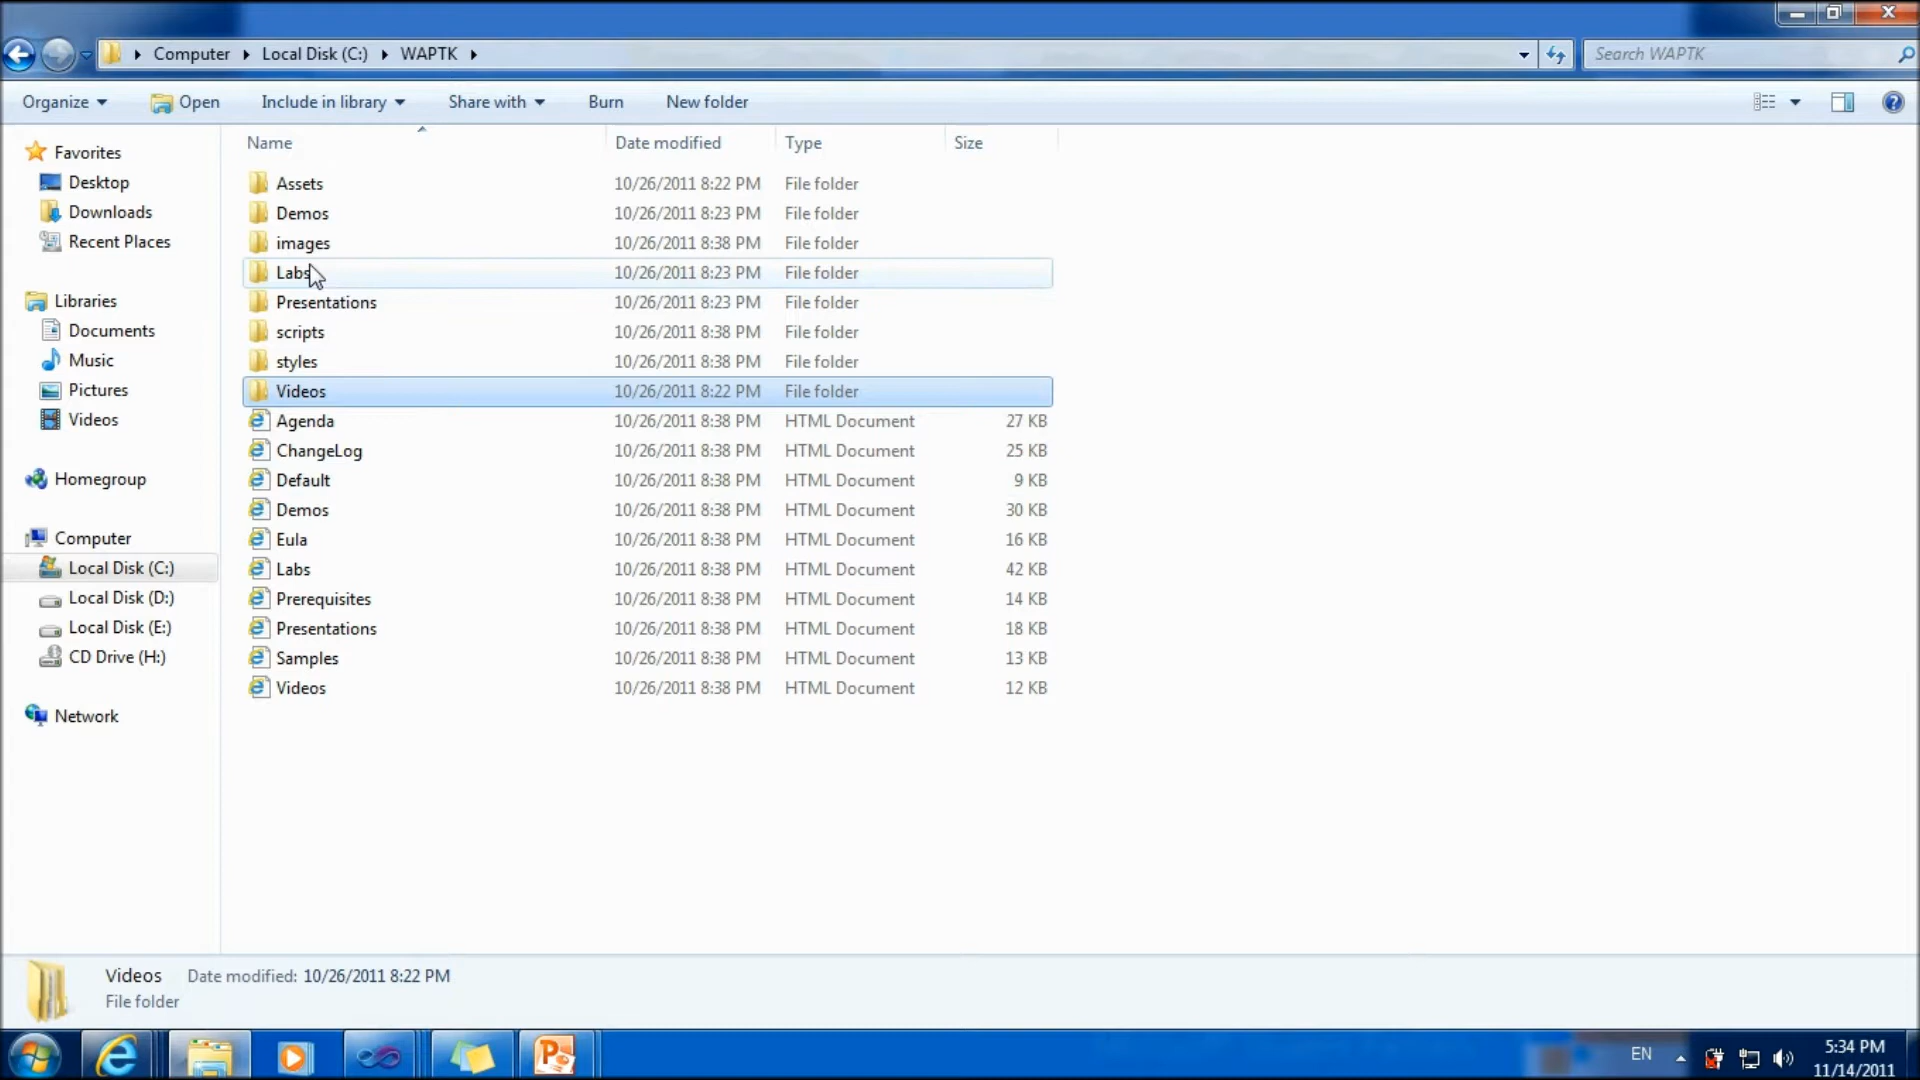 Computer Local Disk (C:) WAPTK Search WAPTK
Organize Open Include in library Share with Burn New folder
Name Date modified Type Size
Favorites
Desktop
Downloads
Recent Places
Libraries
Documents
Music
Pictures
Videos
Homegroup
Computer
Local Disk (C:)
Local Disk (D:)
Local Disk (E:)
CD Drive (H:)
Network
Assets 10/26/2011 8:22 PM File folder
Demos 10/26/2011 8:23 PM File folder
images 10/26/2011 8:38 PM File folder
Labs 10/26/2011 8:23 PM File folder
Presentations 10/26/2011 8:23 PM File folder
scripts 10/26/2011 8:38 PM File folder
styles 10/26/2011 8:38 PM File folder
Videos 10/26/2011 8:22 PM File folder
Agenda 10/26/2011 8:38 PM HTML Document 27 KB
ChangeLog 10/26/2011 8:38 PM HTML Document 25 KB
Default 10/26/2011 8:38 PM HTML Document 9 KB
Demos 10/26/2011 8:38 PM HTML Document 30 KB
Eula 10/26/2011 8:38 PM HTML Document 16 KB
Labs 10/26/2011 8:38 PM HTML Document 42 KB
Prerequisites 10/26/2011 8:38 PM HTML Document 14 KB
Presentations 10/26/2011 8:38 PM HTML Document 18 KB
Samples 10/26/2011 8:38 PM HTML Document 13 KB
Videos 10/26/2011 8:38 PM HTML Document 12 KB
Videos Date modified: 10/26/2011 8:22 PM
File folder
EN
5:34 PM
11/14/2011